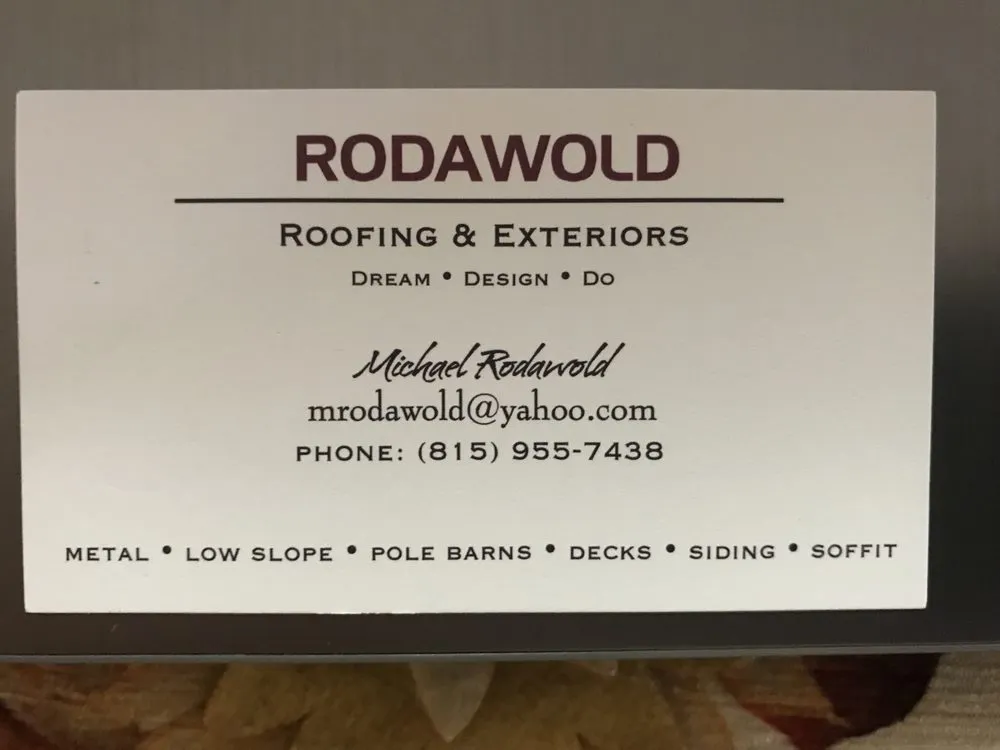 RODAWOLD
ROOFING & EXTERIORS
DREAM • DESIGN • DO
Michael Rodawold
mrodawold@yahoo.com
PHONE: (815) 955-7438
METAL • LOW SLOPE • POLE BARNS • DECKS • SIDING • SOFFIT